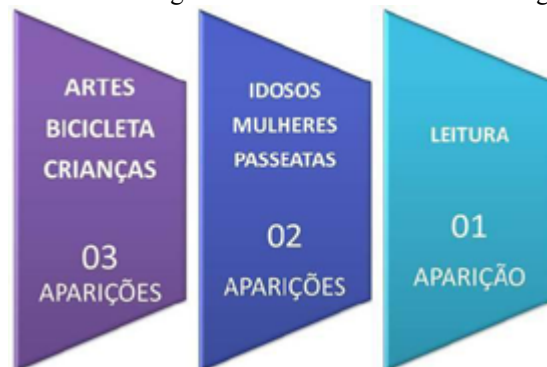 ARTES
BICICLETA
CRIANÇAS
03
APARIÇÕES
IDOSOS
MULHERES
PASSEATAS
02
APARIÇÕES
LEITURA
01
APARIÇÃO